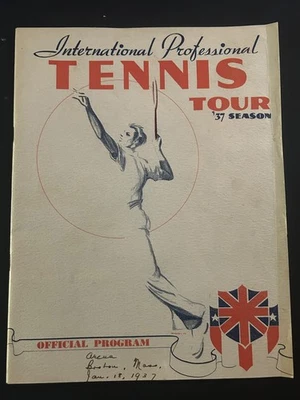 International Professional
TENNIS
TOUR
'37 SEASON
OFFICIAL PROGRAM
Arena
Boston, Mass.
Jan. 18, 1937